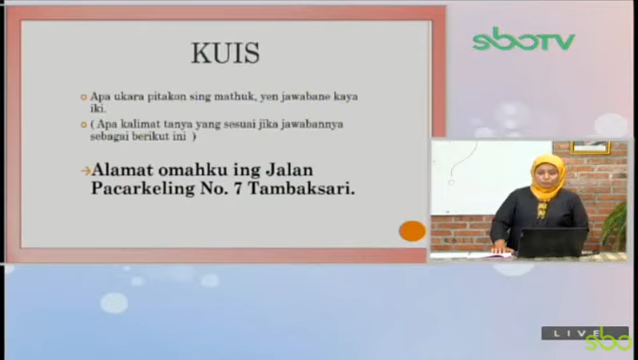 KUIS
sboTV
Apa ukara pitakon sing mathuk, yen jawabane kaya
iki.
( Apa kalimat tanya yang sesuai jika jawabannya
sebagai berikut ini )
Alamat omahku ing Jalan
Pacarkeling No. 7 Tambaksari.
LIVE
sbo